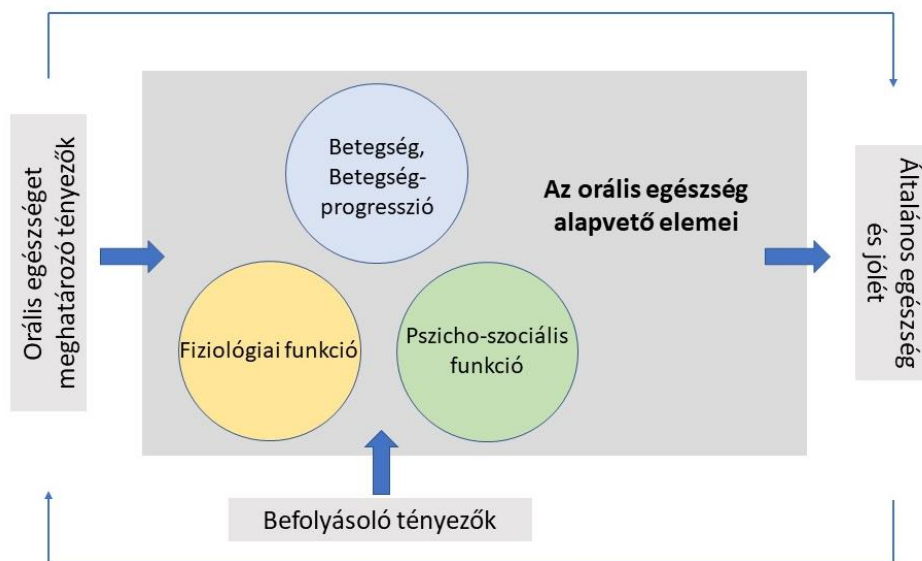 Orális egészséget
meghatározó tényezők
Betegség,
Betegség-
progresszió
Az orális egészség
alapvető elemei
Fiziológiai funkció
Pszicho-szociális
funkció
Általános egészség
és jólét
Befolyásoló tényezők